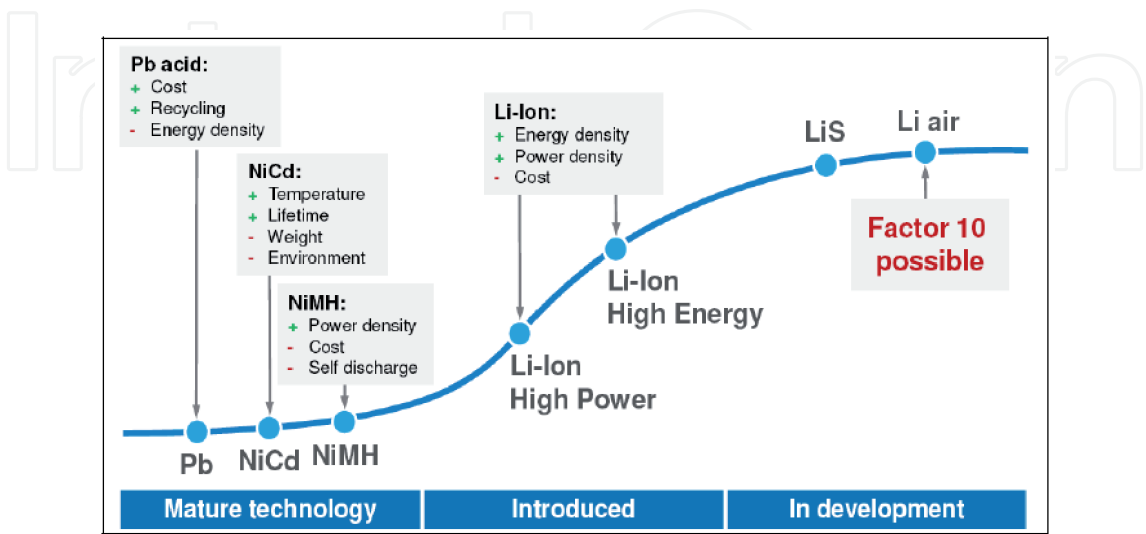 Pb acid:
+ Cost
+ Recycling
- Energy density
NiCd:
+ Temperature
+ Lifetime
- Weight
- Environment
NiMH:
+ Power density
- Cost
- Self discharge
Li-Ion:
+ Energy density
+ Power density
- Cost
LiS
Li air
Factor 10
possible
Li-Ion
High Energy
Li-Ion
High Power
Pb
NiCd
NiMH
Mature technology
Introduced
In development